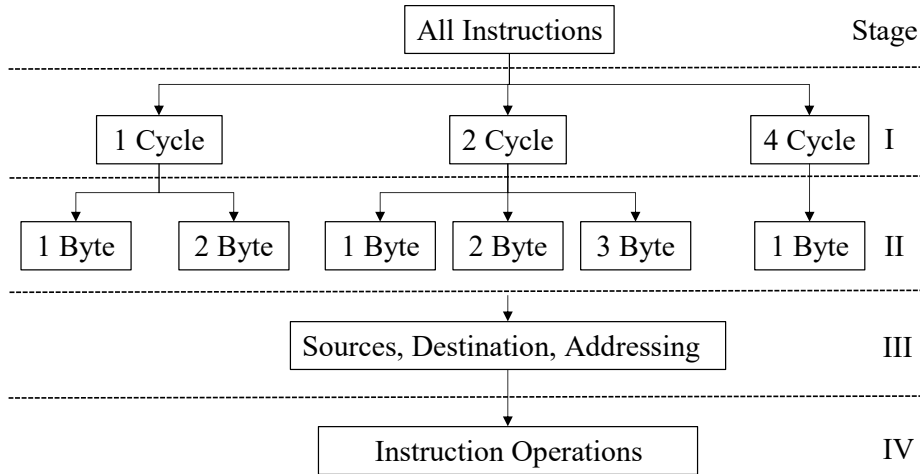 All Instructions
Stage
1 Cycle
2 Cycle
4 Cycle
I
1 Byte
2 Byte
1 Byte
2 Byte
3 Byte
1 Byte
II
Sources, Destination, Addressing
III
Instruction Operations
IV